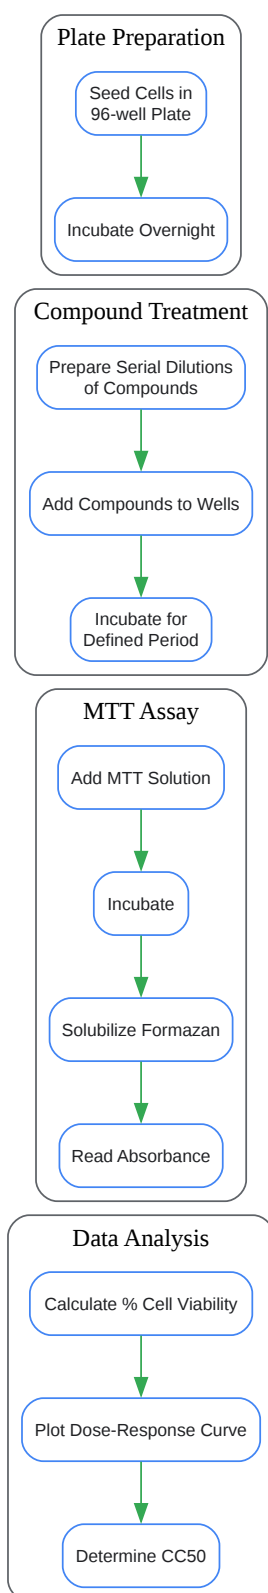 Plate Preparation
Seed Cells in
96-well Plate
Incubate Overnight
Compound Treatment
Prepare Serial Dilutions
of Compounds
Add Compounds to Wells
Incubate for
Defined Period
MTT Assay
Add MTT Solution
Incubate
Solubilize Formazan
Read Absorbance
Data Analysis
Calculate % Cell Viability
Plot Dose-Response Curve
Determine CC50